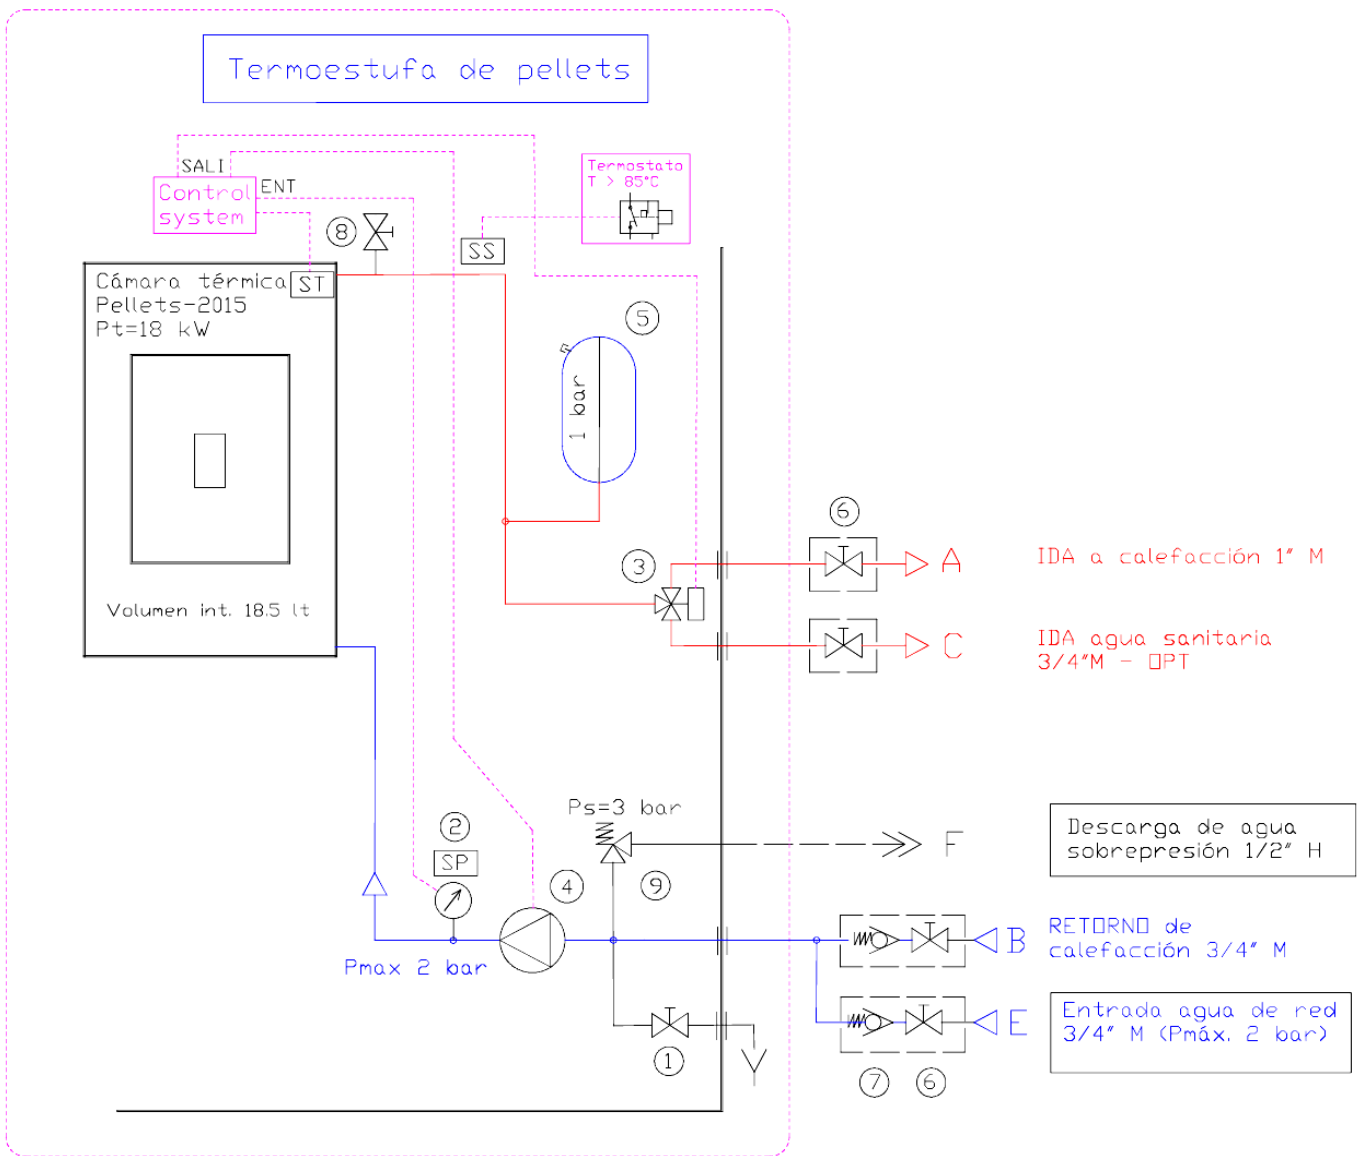 Termoestufa de pellets
SALI
ENT
Control
system
Termostato
T > 85°C
8
SS
Cámara térmica
ST
Pellets-2015
Pt=18 kW
5
1 bar
6
3
A
IDA a calefacción 1" M
Volumen int. 18.5 lt
C
IDA agua sanitaria
3/4"M - OPT
Ps=3 bar
2
SP
4
9
F
Descarga de agua
sobrepresión 1/2" H
Pmax 2 bar
B
RETORNO de
calefacción 3/4" M
E
Entrada agua de red
3/4" M (Pmáx. 2 bar)
1
7
6